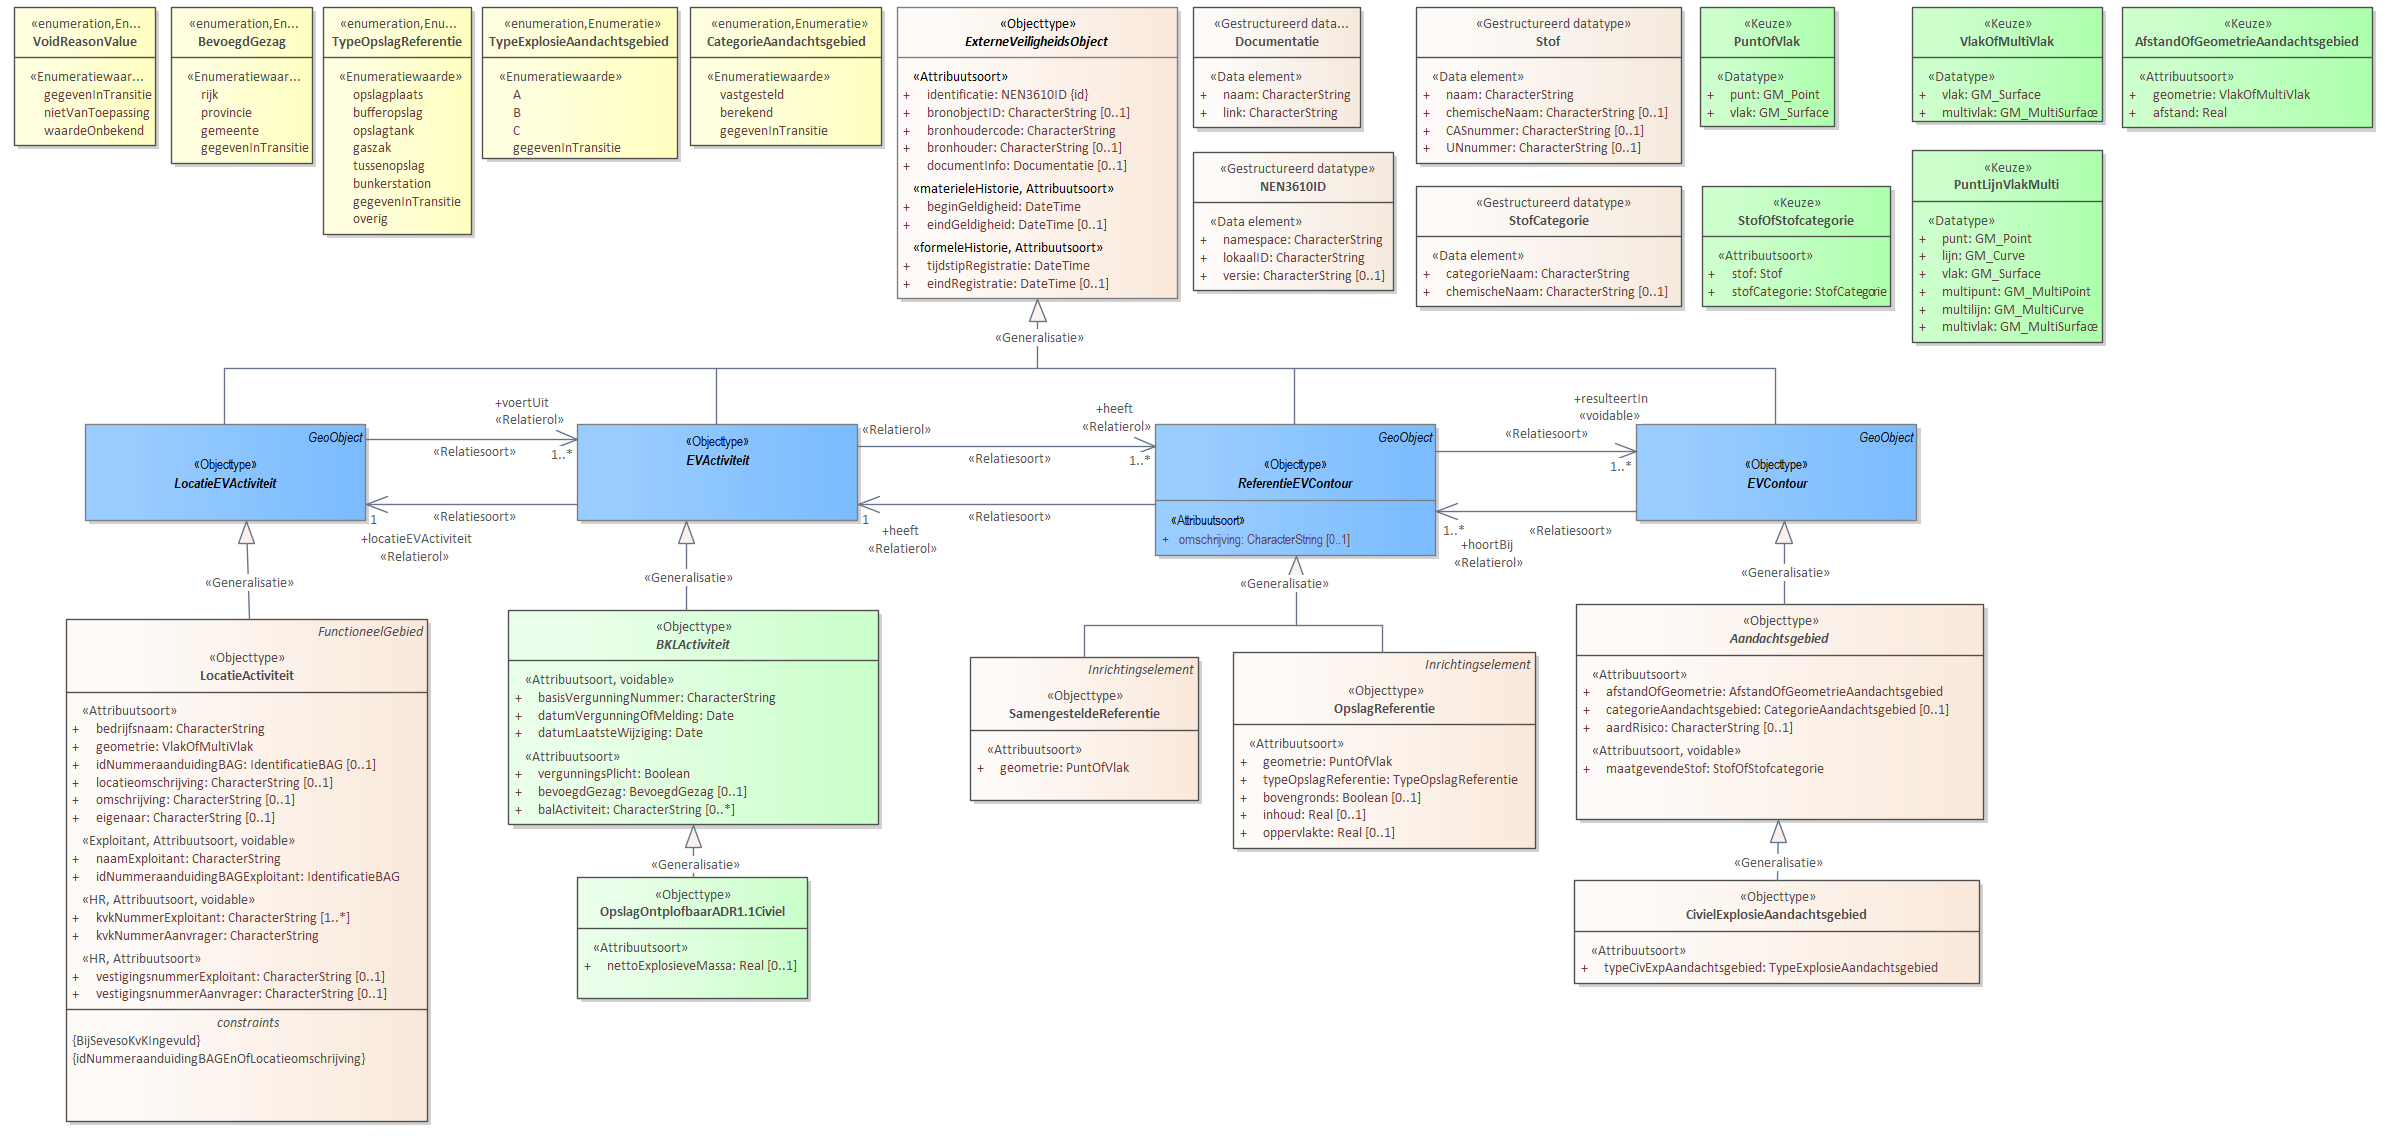 «enumeration,En...
VoidReasonValue
«Enumeratiewaar...
gegevenInTransitie
nietVanToepassing
waardeOnbekend
«enumeration,En...
BevoegdGezag
«Enumeratiewaar...
rijk
provincie
gemeente
gegevenInTransitie
«enumeration,Enu...
TypeOpslagReferentie
«Enumeratiewaarde»
opslagplaats
bufferopslag
opslagtank
gaszak
tussenopslag
bunkerstation
gegevenInTransitie
overig
«enumeration,Enumeratie»
TypeExplosieAandachtsgebied
«Enumeratiewaarde»
A
B
C
gegevenInTransitie
«enumeration,Enumeratie»
CategorieAandachtsgebied
«Enumeratiewaarde»
vastgesteld
berekend
gegevenInTransitie
«Objecttype»
ExterneVeiligheidsObject
«Attribuutsoort»
+ identificatie: NEN3610ID {id}
+ bronobjectID: CharacterString [0..1]
+ bronhoudercode: CharacterString
+ bronhouder: CharacterString [0..1]
+ documentInfo: Documentatie [0..1]
«materieleHistorie, Attribuutsoort»
+ beginGeldigheid: DateTime
+ eindGeldigheid: DateTime [0..1]
«formeleHistorie, Attribuutsoort»
+ tijdstipRegistratie: DateTime
+ eindRegistratie: DateTime [0..1]
«Gestructureerd data...
Documentatie
«Data element»
+ naam: CharacterString
+ link: CharacterString
«Gestructureerd datatype»
NEN3610ID
«Data element»
+ namespace: CharacterString
+ lokaalID: CharacterString
+ versie: CharacterString [0..1]
«Gestructureerd datatype»
Stof
«Data element»
+ naam: CharacterString
+ chemischeNaam: CharacterString [0..1]
+ CASnummer: CharacterString [0..1]
+ UNnummer: CharacterString [0..1]
«Gestructureerd datatype»
StofCategorie
«Data element»
+ categorieNaam: CharacterString
+ chemischeNaam: CharacterString [0..1]
«Keuze»
PuntOfVlak
«Datatype»
+ punt: GM_Point
+ vlak: GM_Surface
«Keuze»
StofOfStofcategorie
«Attribuutsoort»
+ stof: Stof
+ stofCategorie: StofCategorie
«Keuze»
VlakOfMultiVlak
«Datatype»
+ vlak: GM_Surface
+ multivlak: GM_MultiSurface
«Keuze»
PuntLijnVlakMulti
«Datatype»
+ punt: GM_Point
+ lijn: GM_Curve
+ vlak: GM_Surface
+ multipunt: GM_MultiPoint
+ multilijn: GM_MultiCurve
+ multivlak: GM_MultiSurface
«Keuze»
AfstandOfGeometrieAandachtsgebied
«Attribuutsoort»
+ geometrie: VlakOfMultiVlak
+ afstand: Real
«Generalisatie»
GeoObject
«Objecttype»
LocatieEVActiviteit
+voertUit
«Relatierol»
«Relatiesoort»
1..*
1
«Relatiesoort»
+locatieEVActiviteit
«Relatierol»
«Objecttype»
EVActiviteit
«Relatierol»
+heeft
«Relatierol»
«Relatiesoort»
1..*
1
«Relatiesoort»
+heeft
«Relatierol»
GeoObject
«Objecttype»
ReferentieEVContour
«Attribuutsoort»
+ omschrijving: CharacterString [0..1]
+resulteertIn
«voidable»
«Relatiesoort»
1..*
1..*
«Relatiesoort»
+hoortBij
«Relatierol»
GeoObject
«Objecttype»
EVContour
«Generalisatie»
«Generalisatie»
«Generalisatie»
«Generalisatie»
FunctioneelGebied
«Objecttype»
LocatieActiviteit
«Attribuutsoort»
+ bedrijfsnaam: CharacterString
+ geometrie: VlakOfMultiVlak
+ idNummeraanduidingBAG: IdentificatieBAG [0..1]
+ locatieomschrijving: CharacterString [0..1]
+ omschrijving: CharacterString [0..1]
+ eigenaar: CharacterString [0..1]
«Exploitant, Attribuutsoort, voidable»
+ naamExploitant: CharacterString
+ idNummeraanduidingBAGExploitant: IdentificatieBAG
«HR, Attribuutsoort, voidable»
+ kvkNummerExploitant: CharacterString [1..*]
+ kvkNummerAanvrager: CharacterString
«HR, Attribuutsoort»
+ vestigingsnummerExploitant: CharacterString [0..1]
+ vestigingsnummerAanvrager: CharacterString [0..1]
constraints
{BijSevesoKvKIngevuld}
{idNummeraanduidingBAGEnOfLocatieomschrijving}
«Objecttype»
BKLActiviteit
«Attribuutsoort, voidable»
+ basisVergunningNummer: CharacterString
+ datumVergunningOfMelding: Date
+ datumLaatsteWijziging: Date
«Attribuutsoort»
+ vergunningsPlicht: Boolean
+ bevoegdGezag: BevoegdGezag [0..1]
+ balActiviteit: CharacterString [0..*]
«Generalisatie»
«Objecttype»
OpslagOntplofbaarADR1.1Civiel
«Attribuutsoort»
+ nettoExplosieveMassa: Real [0..1]
Inrichtingselement
«Objecttype»
SamengesteldeReferentie
«Attribuutsoort»
+ geometrie: PuntOfVlak
Inrichtingselement
«Objecttype»
OpslagReferentie
«Attribuutsoort»
+ geometrie: PuntOfVlak
+ typeOpslagReferentie: TypeOpslagReferentie
+ bovengronds: Boolean [0..1]
+ inhoud: Real [0..1]
+ oppervlakte: Real [0..1]
«Objecttype»
Aandachtsgebied
«Attribuutsoort»
+ afstandOfGeometrie: AfstandOfGeometrieAandachtsgebied
+ categorieAandachtsgebied: CategorieAandachtsgebied [0..1]
+ aardRisico: CharacterString [0..1]
«Attribuutsoort, voidable»
+ maatgevendeStof: StofOfStofcategorie
«Generalisatie»
«Objecttype»
CivielExplosieAandachtsgebied
«Attribuutsoort»
+ typeCivExpAandachtsgebied: TypeExplosieAandachtsgebied